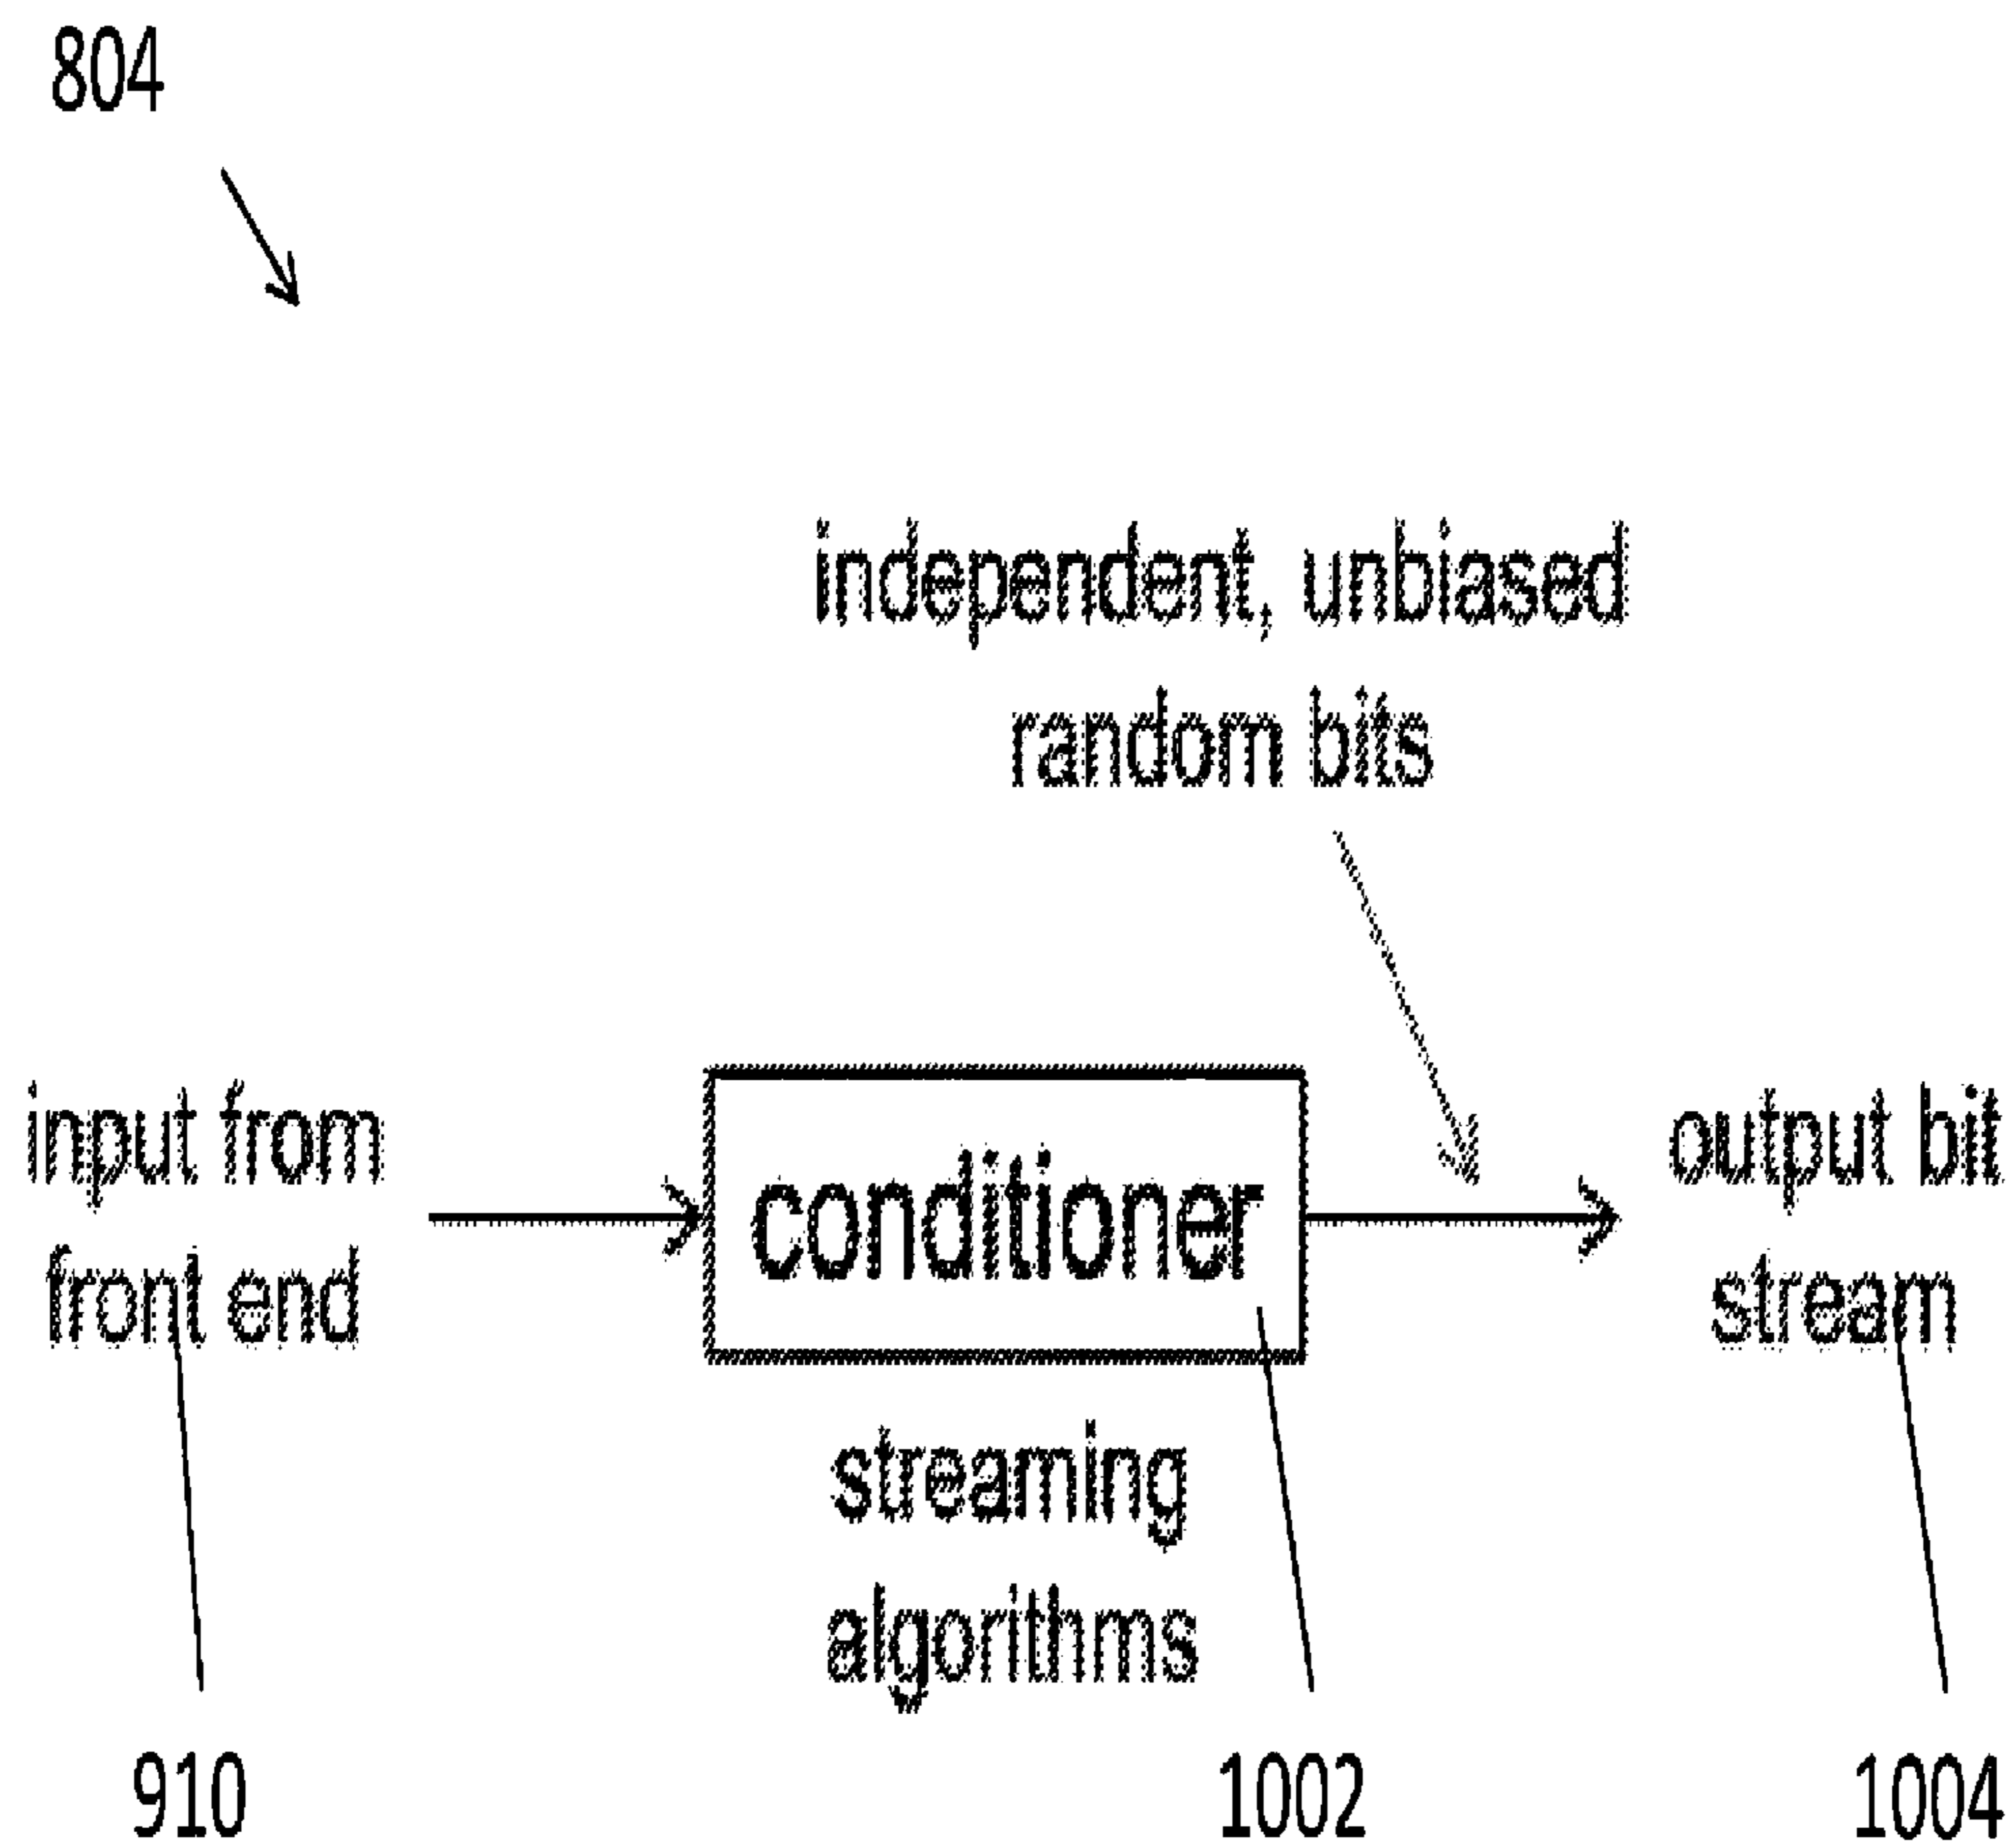 804
independent, unbiased
random bits
input from
front end
conditioner
output bit
stream
streaming
algorithms
910
1002
1004